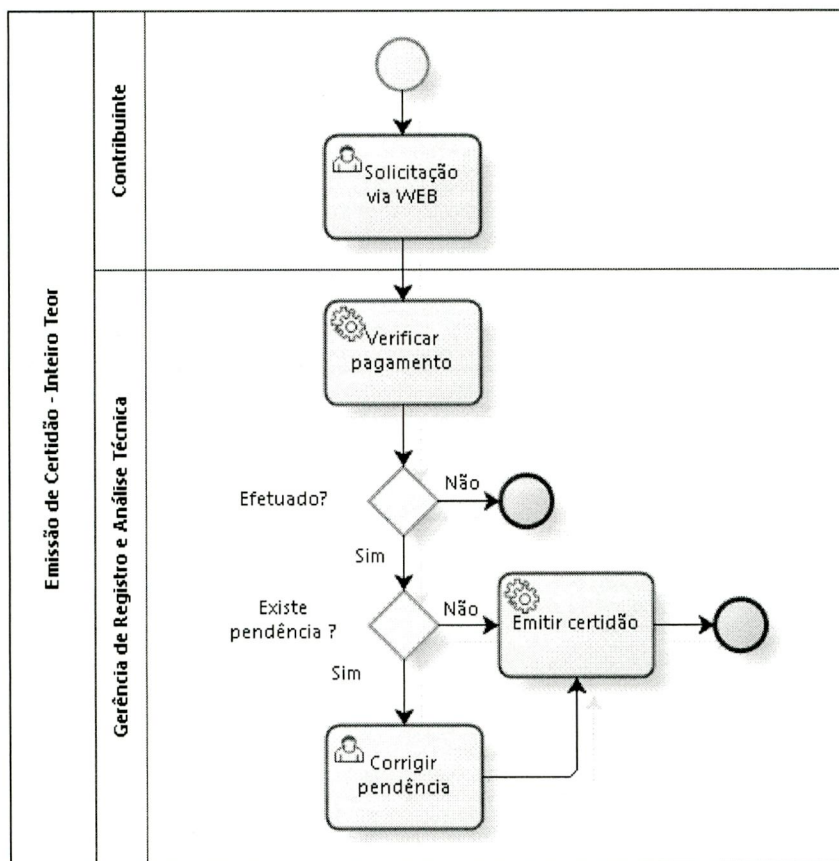 Emissão de Certidão - Inteiro Teor
Contribuinte
Solicitação
via WEB
Gerência de Registro e Análise Técnica
Verificar
pagamento
Efetuado?
Não
Sim
Existe
pendência ?
Não
Emitir certidão
Sim
Corrigir
pendência